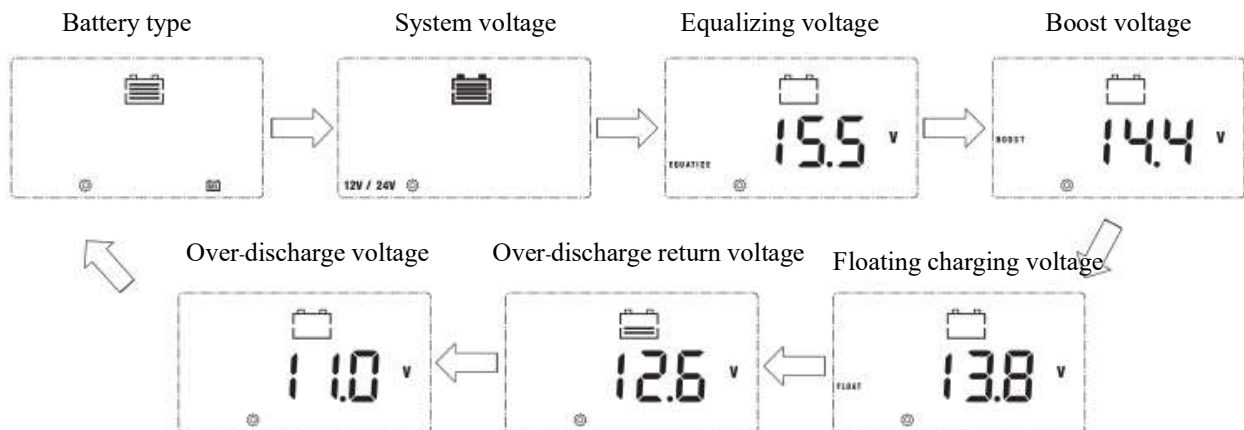 Battery type
System voltage
Equalizing voltage
Boost voltage
12V / 24V
EQUATIZE
15.5 V
BOOST
14.4 V
Over-discharge voltage
Over-discharge return voltage
Floating charging voltage
11.0 V
12.6 V
FLOAT
13.8 V